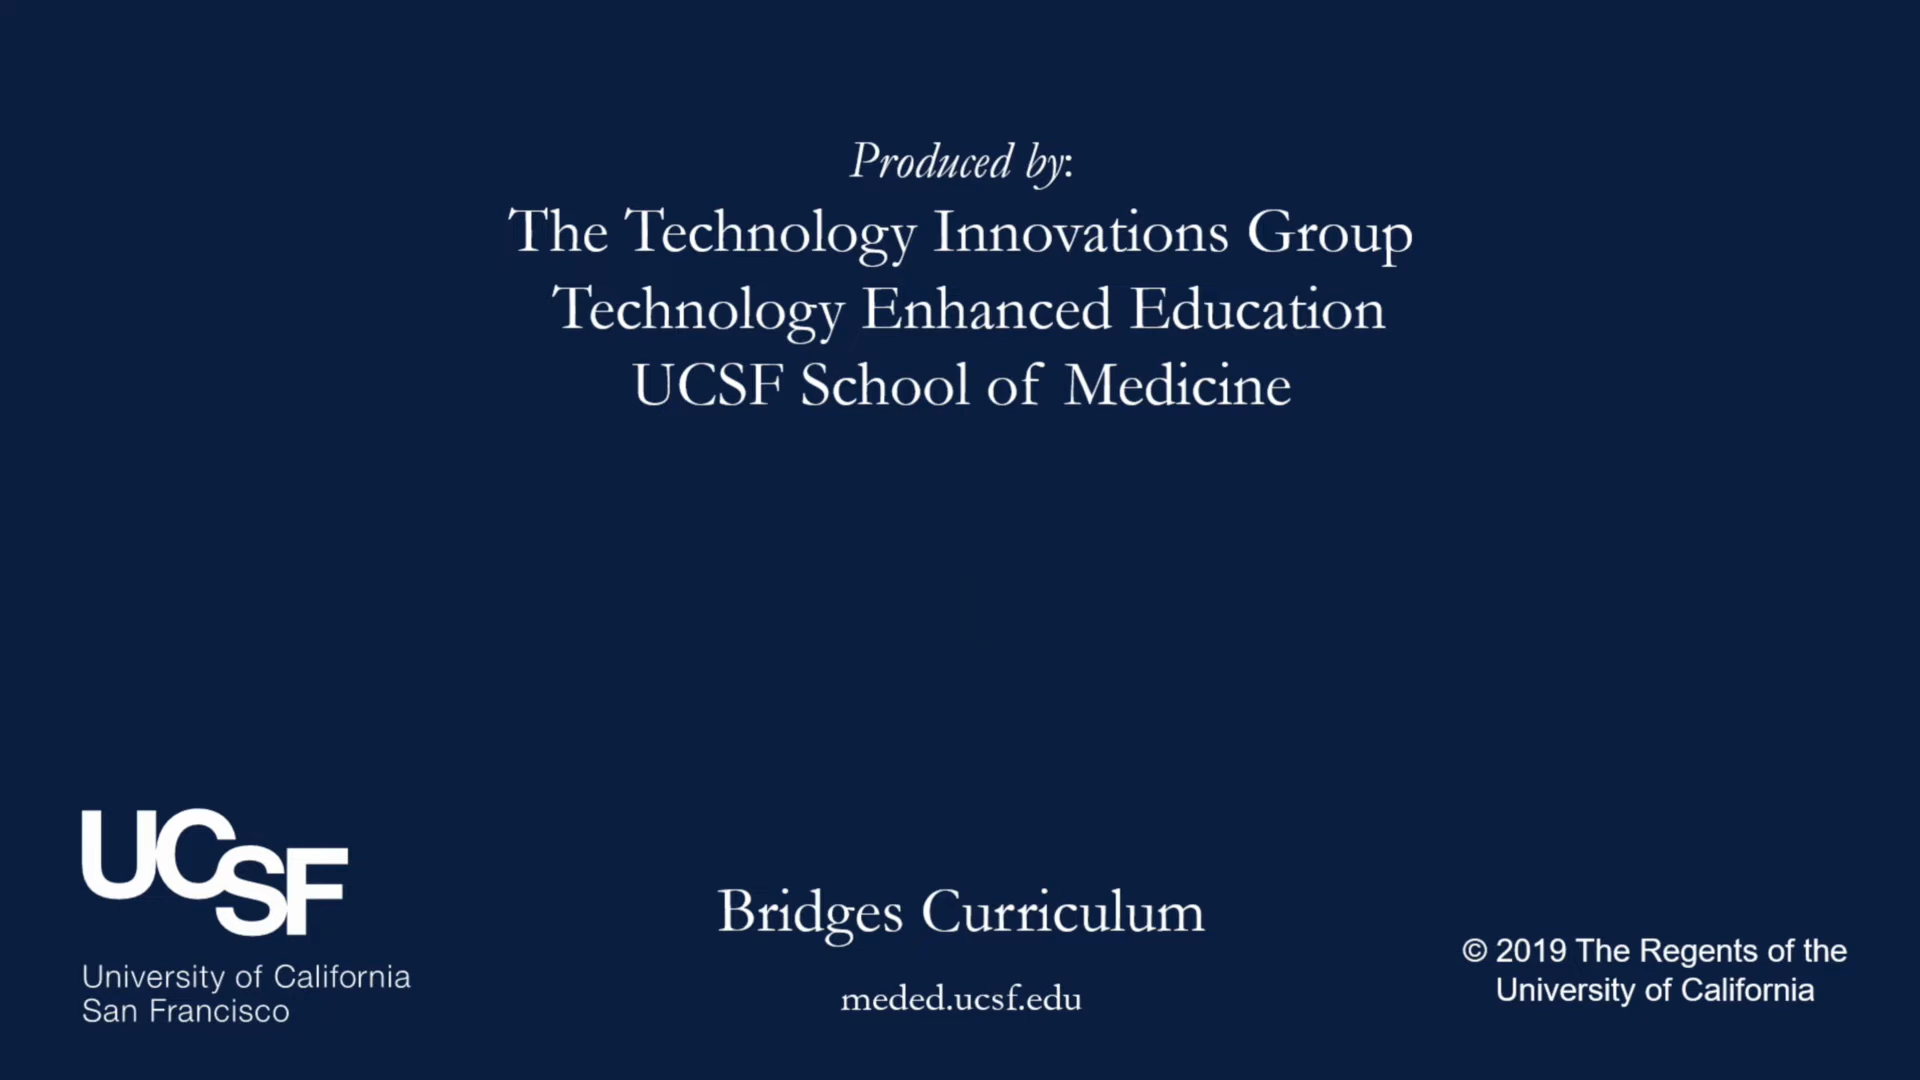 Produced by:
The Technology Innovations Group
Technology Enhanced Education
UCSF School of Medicine
UCSF
University of California
San Francisco
Bridges Curriculum
meded.ucsf.edu
© 2019 The Regents of the
University of California